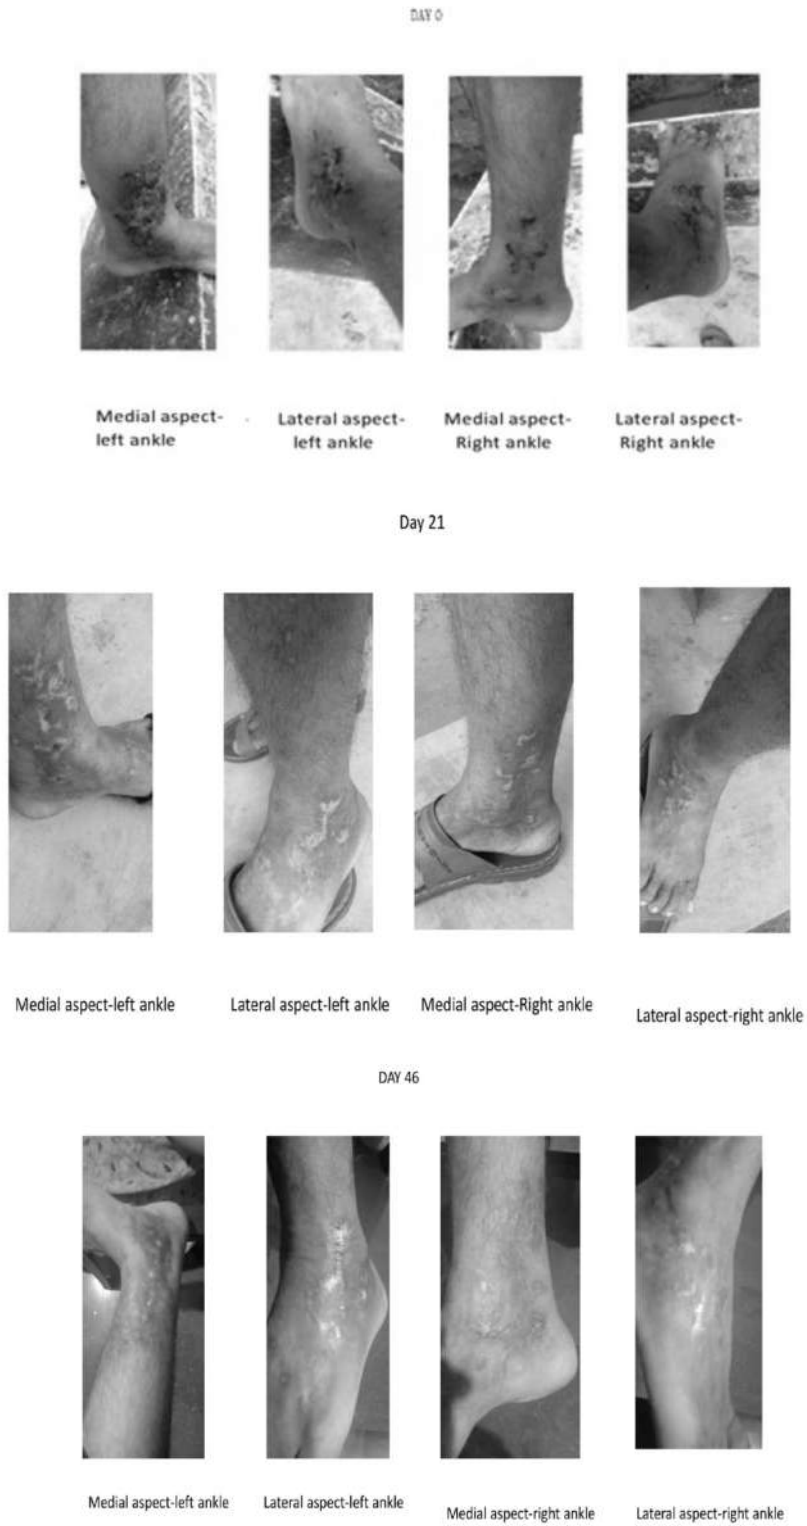 DAY 0
Medial aspect-
left ankle
Lateral aspect-
left ankle
Medial aspect-
Right ankle
Lateral aspect-
Right ankle
Day 21
Medial aspect-left ankle
Lateral aspect-left ankle
Medial aspect-Right ankle
Lateral aspect-right ankle
DAY 46
Medial aspect-left ankle
Lateral aspect-left ankle
Medial aspect-right ankle
Lateral aspect-right ankle